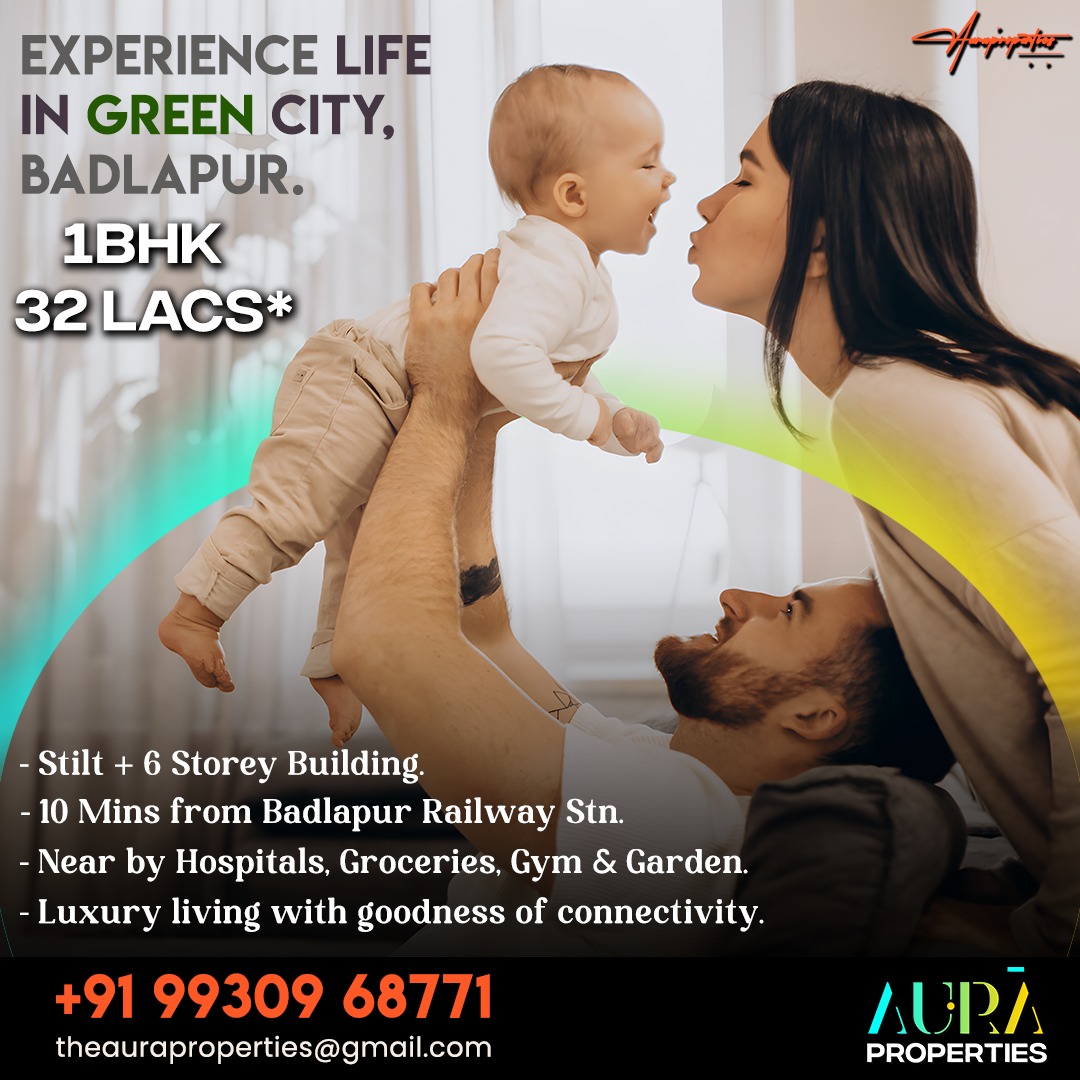 EXPERIENCE LIFE
IN GREEN CITY,
BADLAPUR.
1BHK
32 LACS*
Auraproperties
- Stilt + 6 Storey Building.
- 10 Mins from Badlapur Railway Stn.
- Near by Hospitals, Groceries, Gym & Garden.
- Luxury living with goodness of connectivity.
+91 99309 68771
theauraproperties@gmail.com
AURĀ
PROPERTIES